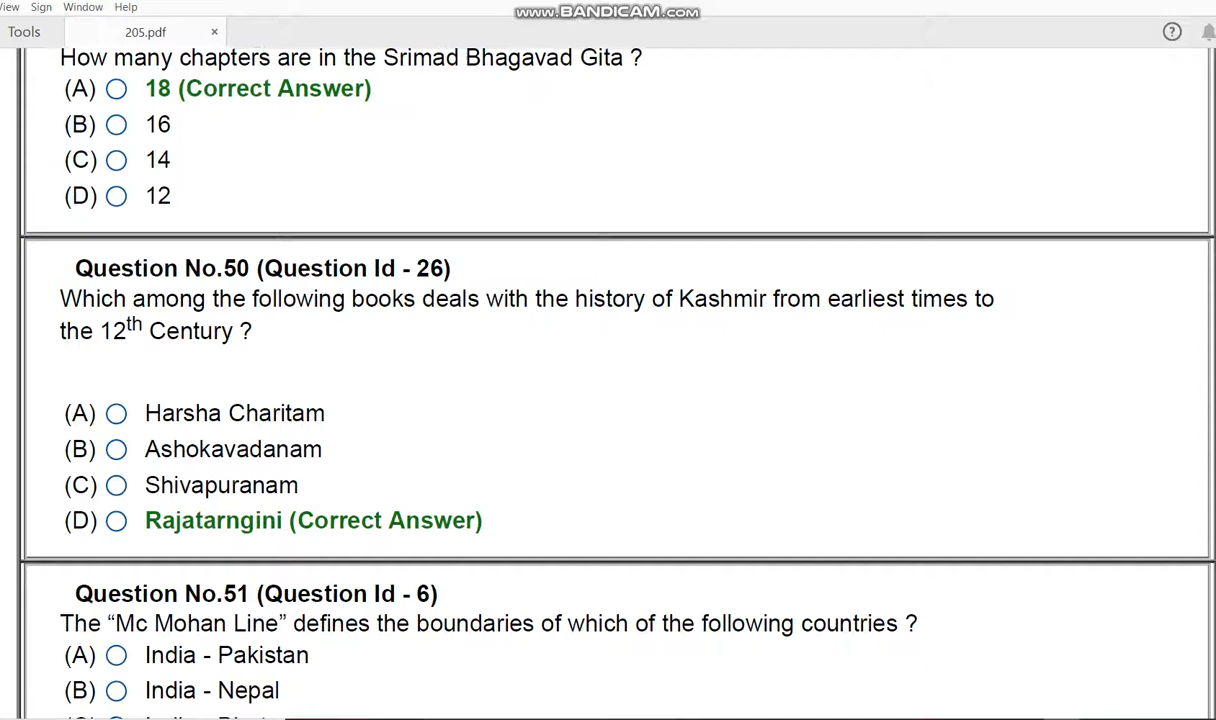 View Sign Window Help
www.BANDICAM.com
Tools 205.pdf ×
How many chapters are in the Srimad Bhagavad Gita ?
(A) 18 (Correct Answer)
(B) 16
(C) 14
(D) 12
Question No.50 (Question Id - 26)
Which among the following books deals with the history of Kashmir from earliest times to
the 12th Century ?
(A) Harsha Charitam
(B) Ashokavadanam
(C) Shivapuranam
(D) Rajatarngini (Correct Answer)
Question No.51 (Question Id - 6)
The “Mc Mohan Line” defines the boundaries of which of the following countries ?
(A) India - Pakistan
(B) India - Nepal